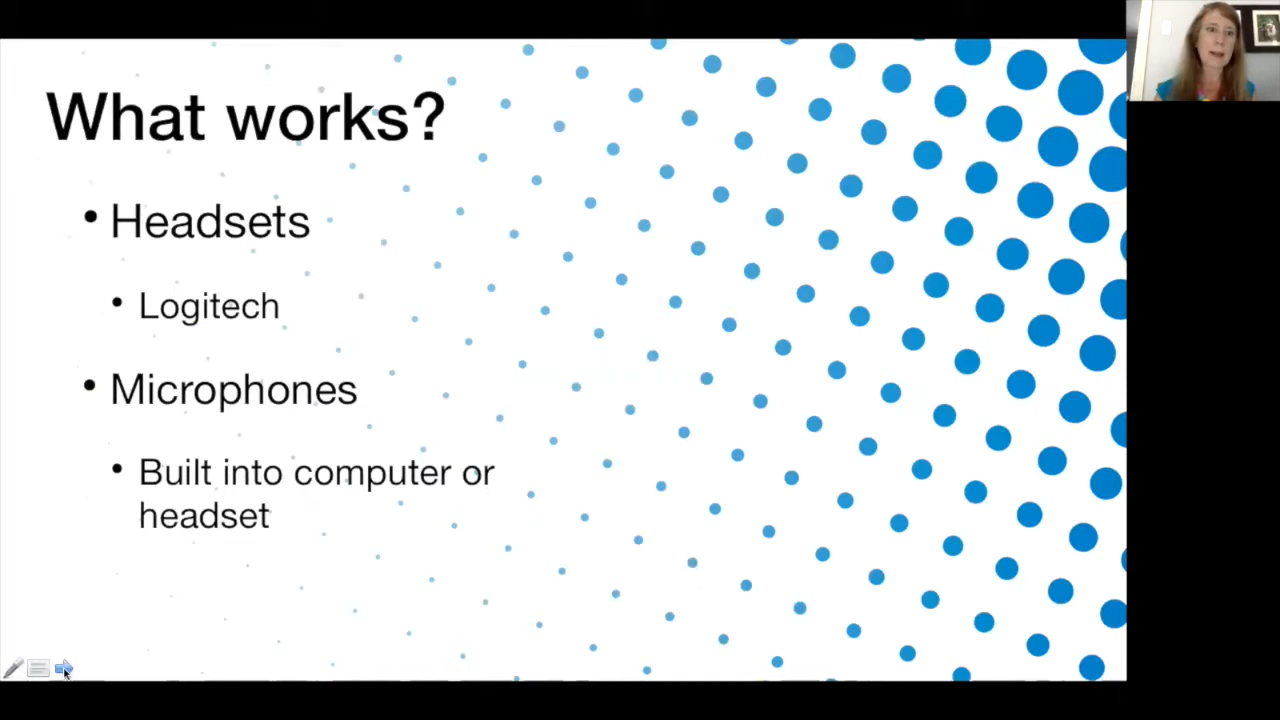 What works?
• Headsets
• Logitech
• Microphones
• Built into computer or
headset